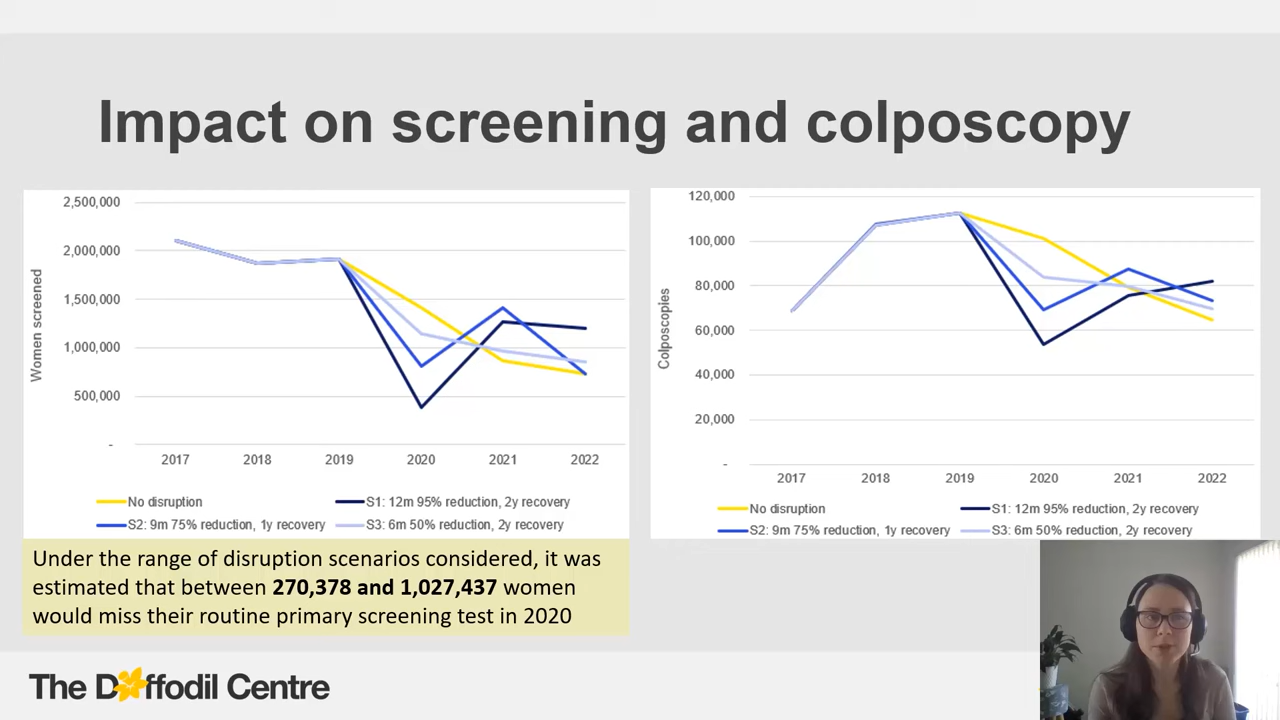 Impact on screening and colposcopy
2,500,000
2,000,000
1,500,000
1,000,000
500,000
-
Women screened
2017 2018 2019 2020 2021 2022
No disruption S1: 12m 95% reduction, 2y recovery
S2: 9m 75% reduction, 1y recovery S3: 6m 50% reduction, 2y recovery
120,000
100,000
80,000
60,000
40,000
20,000
-
Colposcopies
2017 2018 2019 2020 2021 2022
No disruption S1: 12m 95% reduction, 2y recovery
S2: 9m 75% reduction, 1y recovery S3: 6m 50% reduction, 2y recovery
Under the range of disruption scenarios considered, it was
estimated that between 270,378 and 1,027,437 women
would miss their routine primary screening test in 2020
The Daffodil Centre